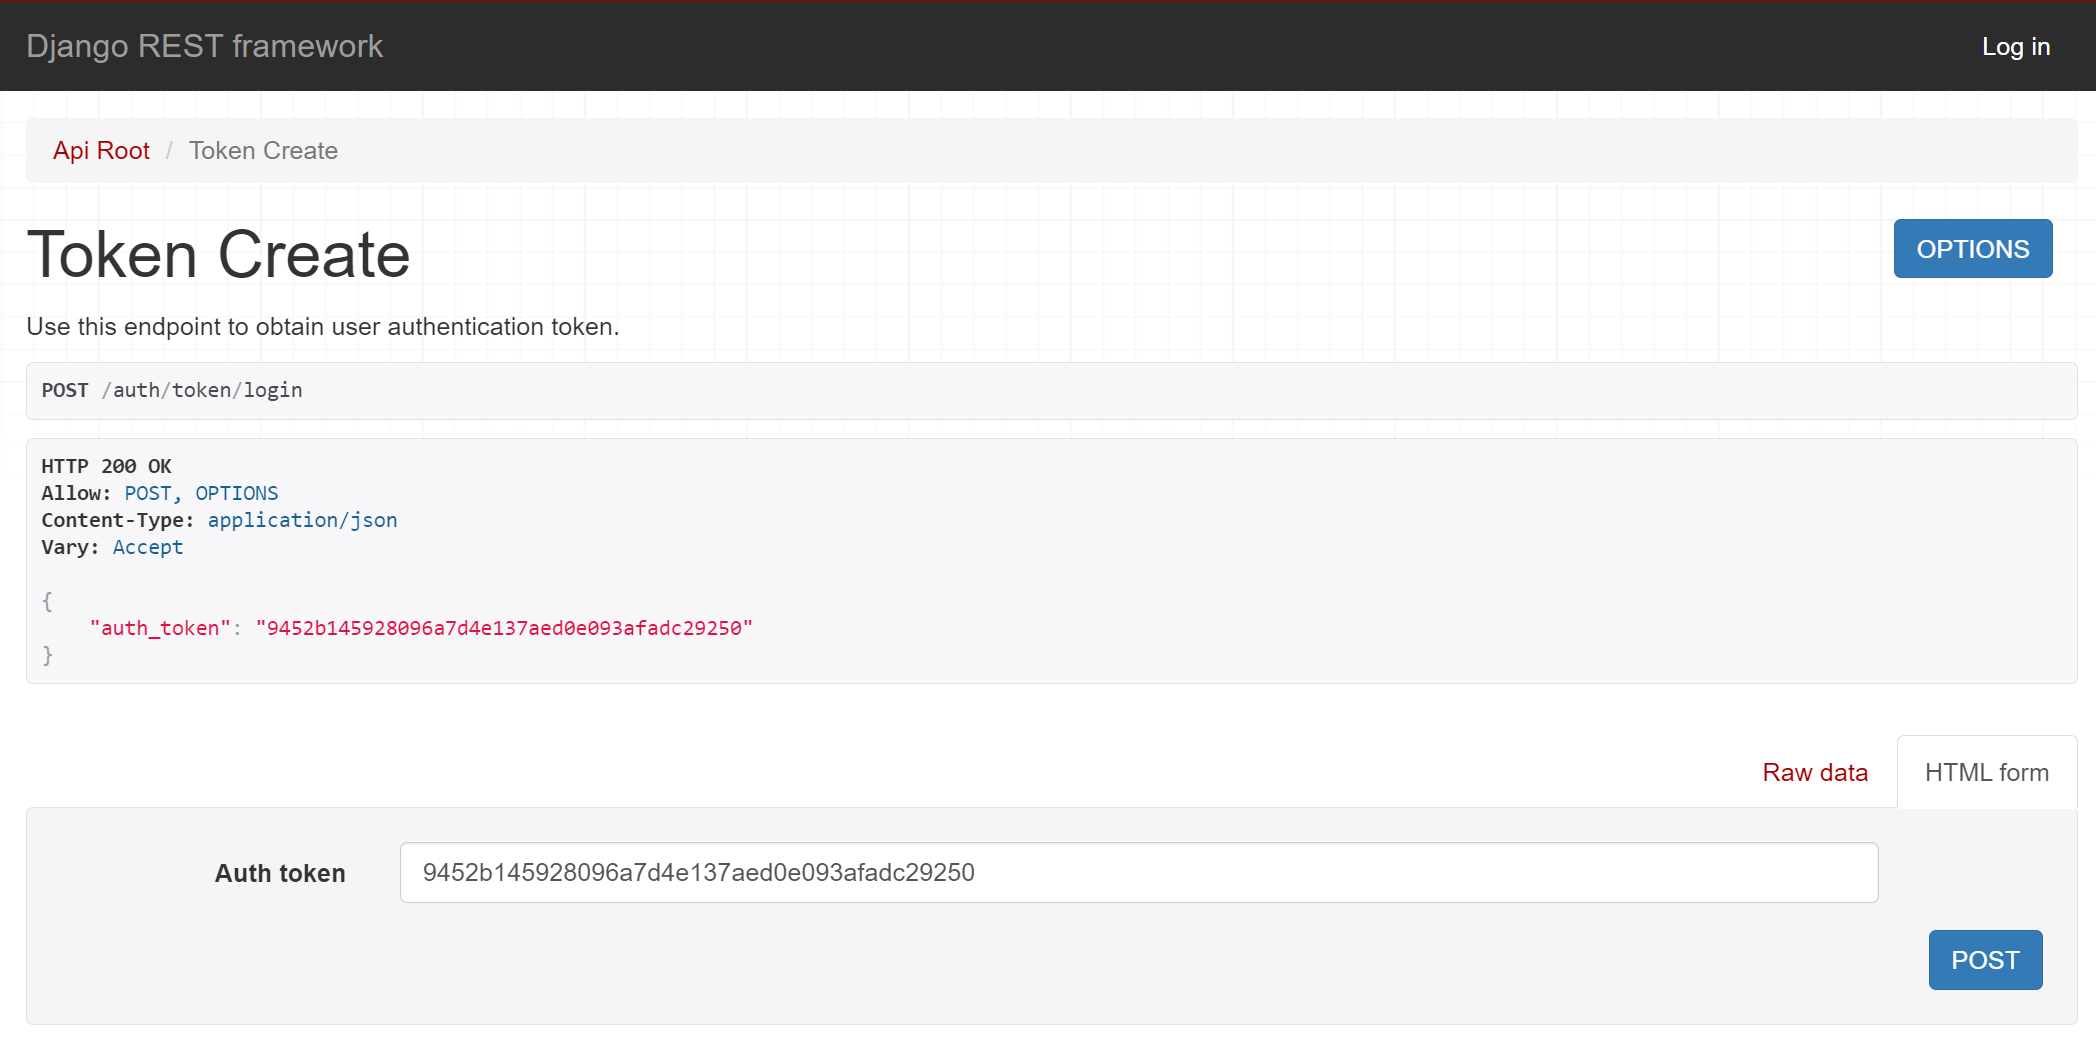 Django REST framework
Log in
Api Root / Token Create
Token Create
OPTIONS
Use this endpoint to obtain user authentication token.
POST /auth/token/login
HTTP 200 OK
Allow: POST, OPTIONS
Content-Type: application/json
Vary: Accept
{
    "auth_token": "9452b145928096a7d4e137aed0e093afadc29250"
}
Raw data
HTML form
Auth token
9452b145928096a7d4e137aed0e093afadc29250
POST